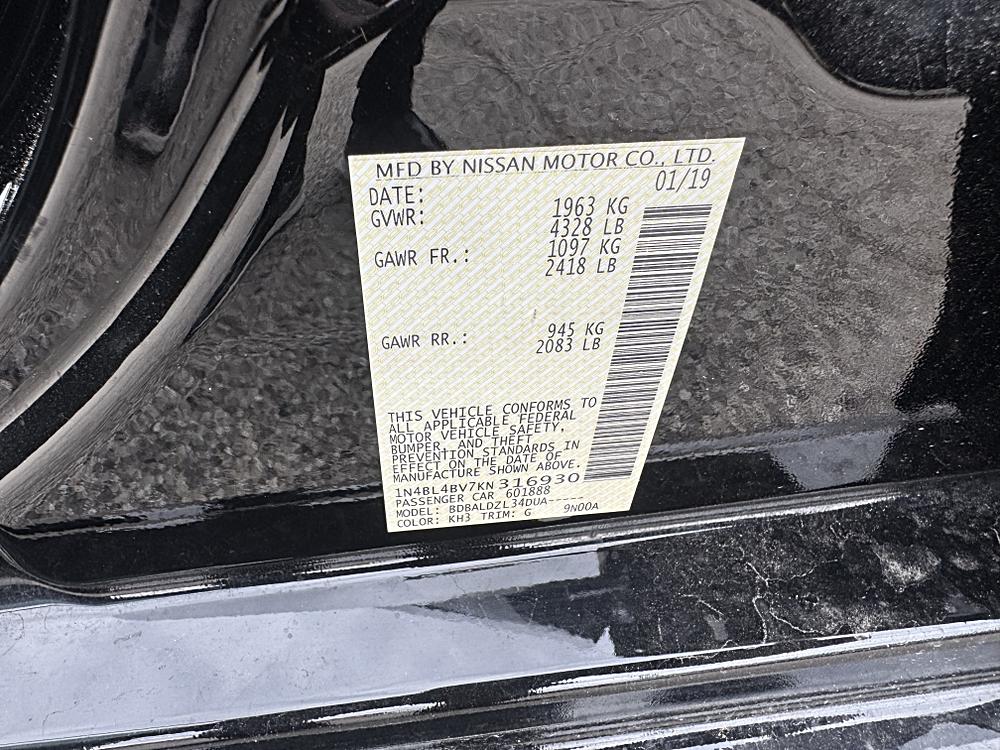 MFD BY NISSAN MOTOR CO., LTD.
DATE: 01/19
GVWR: 1963 KG
4328 LB
GAWR FR.: 1097 KG
2418 LB
GAWR RR.: 945 KG
2083 LB
THIS VEHICLE CONFORMS TO
ALL APPLICABLE FEDERAL
MOTOR VEHICLE SAFETY,
BUMPER, AND THEFT
PREVENTION STANDARDS IN
EFFECT ON THE DATE OF
MANUFACTURE SHOWN ABOVE.
1N4BL4BV7KN316930
PASSENGER CAR 601888
MODEL: BDBALDZL34DUA-----
COLOR: KH3 TRIM: G 9N00A